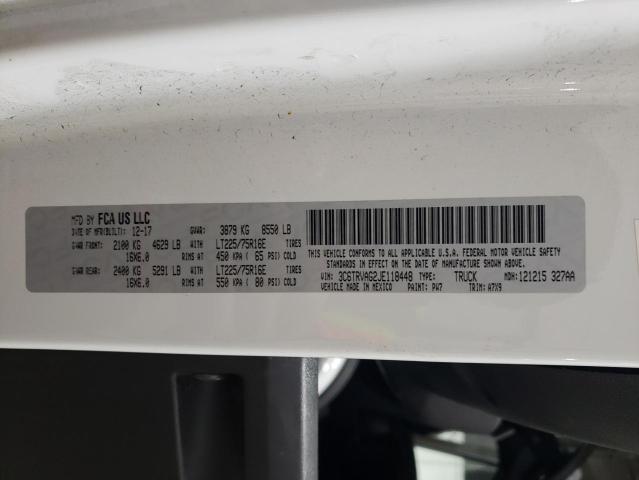 MFD BY FCA US LLC
DATE OF MFR(BUILT): 12-17 GVWR: 3879 KG 8550 LB
GAWR FRONT: 2100 KG 4629 LB WITH LT225/75R16E TIRES
16X6.0 RIMS AT 450 KPA ( 65 PSI) COLD
GAWR REAR: 2400 KG 5291 LB WITH LT225/75R16E TIRES
16X6.0 RIMS AT 550 KPA ( 80 PSI) COLD
THIS VEHICLE CONFORMS TO ALL APPLICABLE U.S.A. FEDERAL MOTOR VEHICLE SAFETY
STANDARDS IN EFFECT ON THE DATE OF MANUFACTURE SHOWN ABOVE.
VIN: 3C6TRVAG2JE118449 TYPE: TRUCK MDH: 121215 327AA
VEHICLE MADE IN MEXICO PAINT: PW7 TRIM: A7X9